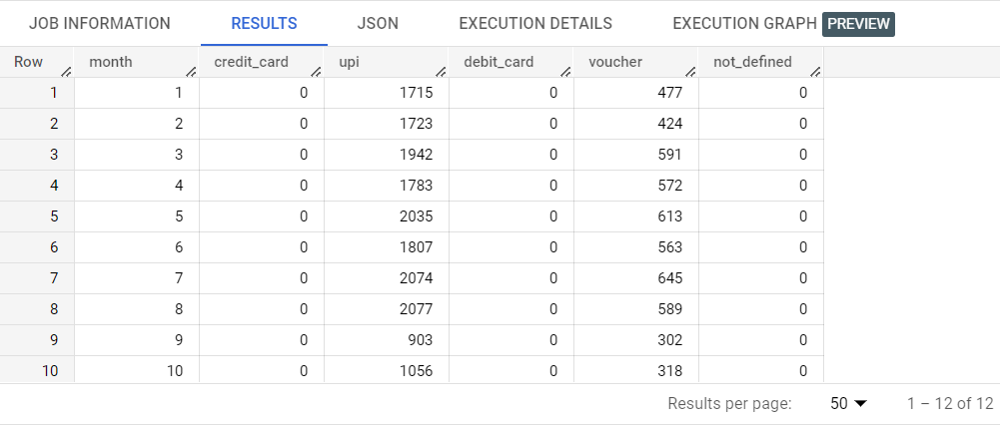 JOB INFORMATION RESULTS JSON EXECUTION DETAILS EXECUTION GRAPH PREVIEW
Row month credit_card upi debit_card voucher not_defined
1 1 0 1715 0 477 0
2 2 0 1723 0 424 0
3 3 0 1942 0 591 0
4 4 0 1783 0 572 0
5 5 0 2035 0 613 0
6 6 0 1807 0 563 0
7 7 0 2074 0 645 0
8 8 0 2077 0 589 0
9 9 0 903 0 302 0
10 10 0 1056 0 318 0
Results per page: 50 1 – 12 of 12